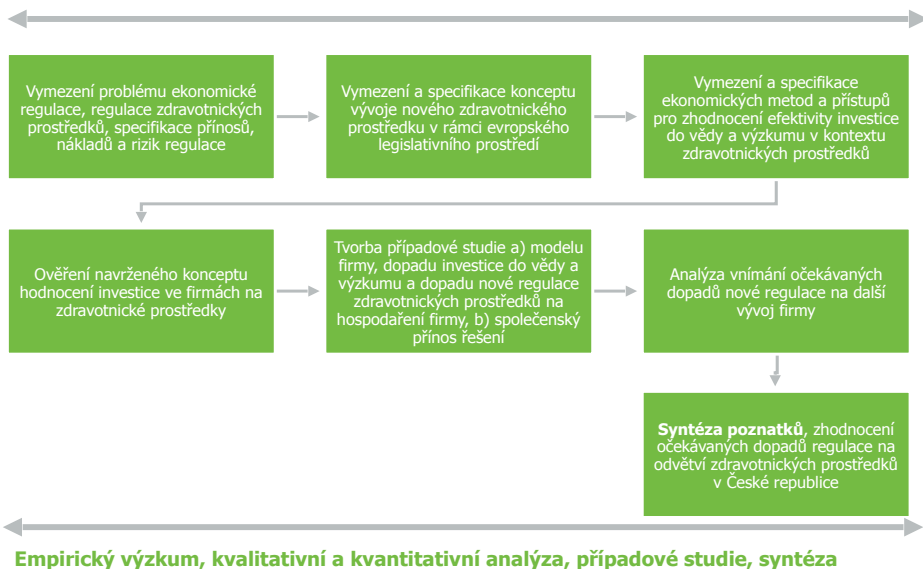 Vymezení problému ekonomické
regulace, regulace zdravotnických
prostředků, specifikace přínosů,
nákladů a rizik regulace
Vymezení a specifikace konceptu
vývoje nového zdravotnického
prostředku v rámci evropského
legislativní prostředí
Vymezení a specifikace
ekonomických metod a přístupů
pro zhodnocení efektivity investice
do vědy a výzkumu v kontextu
zdravotnických prostředků
Ověření navrženého konceptu
hodnocení investice ve firmách na
zdravotnické prostředky
Tvorba případové studie a) modelu
firmy, dopadu investice do vědy a
výzkumu a dopadu nové regulace
zdravotnických prostředků na
hospodaření firmy, b) společenský
přínos řešení
Analýza vnímání očekávaných
dopadů nové regulace na další
vývoj firmy
Syntéza poznatků, zhodnocení
očekávaných dopadů regulace na
odvětví zdravotnických prostředků
v České republice
Empirický výzkum, kvalitativní a kvantitativní analýza, případové studie, syntéza